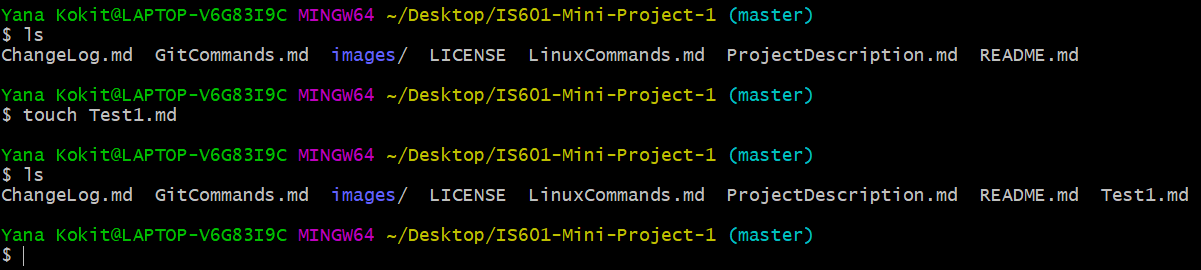 Yana Kokit@LAPTOP-V6G83I9C MINGW64 ~/Desktop/IS601-Mini-Project-1 (master)
$ ls
ChangeLog.md  GitCommands.md  images/  LICENSE  LinuxCommands.md  ProjectDescription.md  README.md
Yana Kokit@LAPTOP-V6G83I9C MINGW64 ~/Desktop/IS601-Mini-Project-1 (master)
$ touch Test1.md
Yana Kokit@LAPTOP-V6G83I9C MINGW64 ~/Desktop/IS601-Mini-Project-1 (master)
$ ls
ChangeLog.md  GitCommands.md  images/  LICENSE  LinuxCommands.md  ProjectDescription.md  README.md  Test1.md
Yana Kokit@LAPTOP-V6G83I9C MINGW64 ~/Desktop/IS601-Mini-Project-1 (master)
$